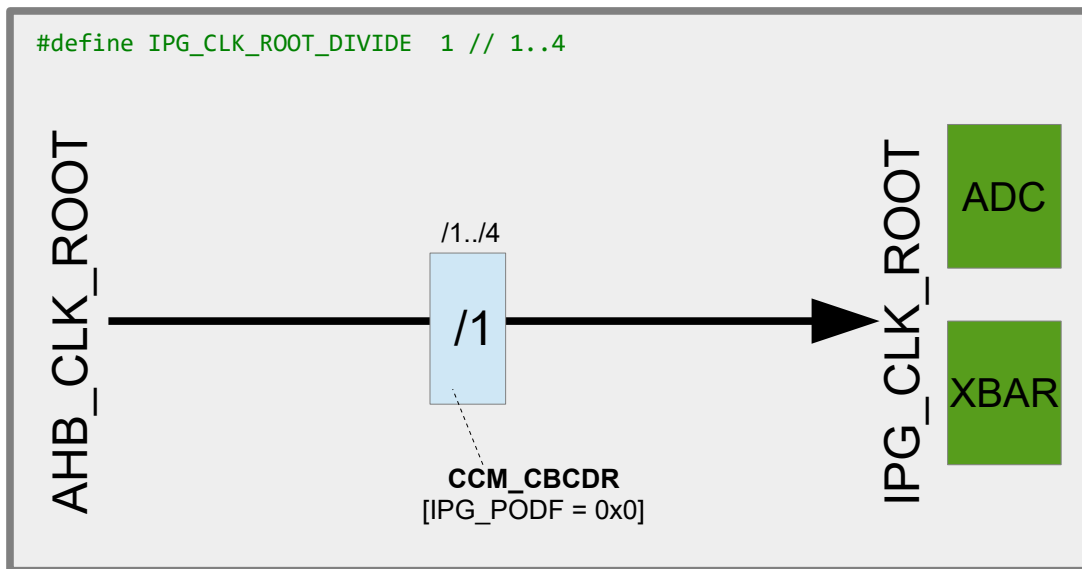 #define IPG_CLK_ROOT_DIVIDE  1 // 1..4
AHB_CLK_ROOT
/1../4
/1
CCM_CBCDR
[IPG_PODF = 0x0]
IPG_CLK_ROOT
ADC
XBAR